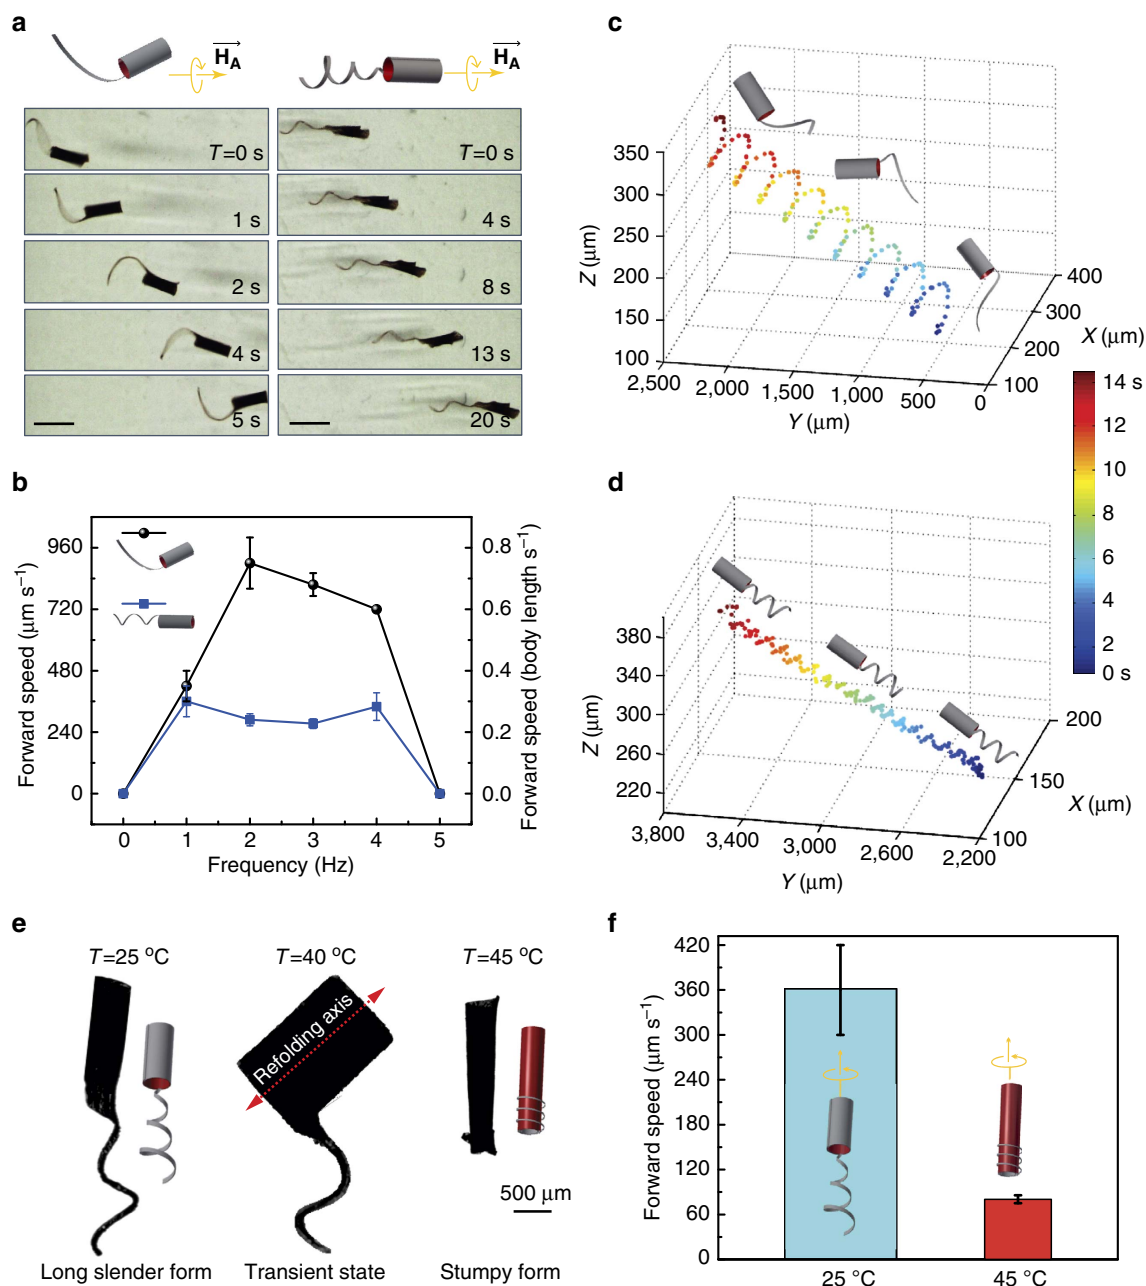 a
H_A
H_A
T=0 s
1 s
2 s
4 s
5 s
T=0 s
4 s
8 s
13 s
20 s
b
Forward speed (μm s⁻¹)
960
720
480
240
0
0.8
0.6
0.4
0.2
0.0
Forward speed (body length s⁻¹)
0 1 2 3 4 5
Frequency (Hz)
c
Z (μm)
350
300
250
200
150
100
2,500 2,000 1,500 1,000 500 0
Y (μm)
400
300
200
100
X (μm)
14 s
12
10
8
6
4
2
0 s
d
Z (μm)
380
340
300
260
220
3,800 3,400 3,000 2,600 2,200
Y (μm)
200
150
100
X (μm)
e
T=25 °C
T=40 °C
T=45 °C
Refolding axis
500 μm
Long slender form
Transient state
Stumpy form
f
Forward speed (μm s⁻¹)
420
360
300
240
180
120
60
0
25 °C
45 °C